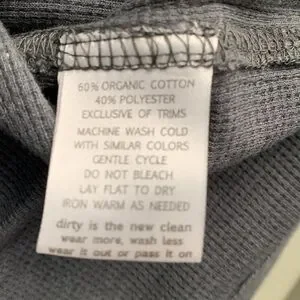 60% ORGANIC COTTON
40% POLYESTER
EXCLUSIVE OF TRIMS
MACHINE WASH COLD
WITH SIMILAR COLORS
GENTLE CYCLE
DO NOT BLEACH
LAY FLAT TO DRY
IRON WARM AS NEEDED
dirty is the new clean
wear more, wash less
wear it out or pass it on